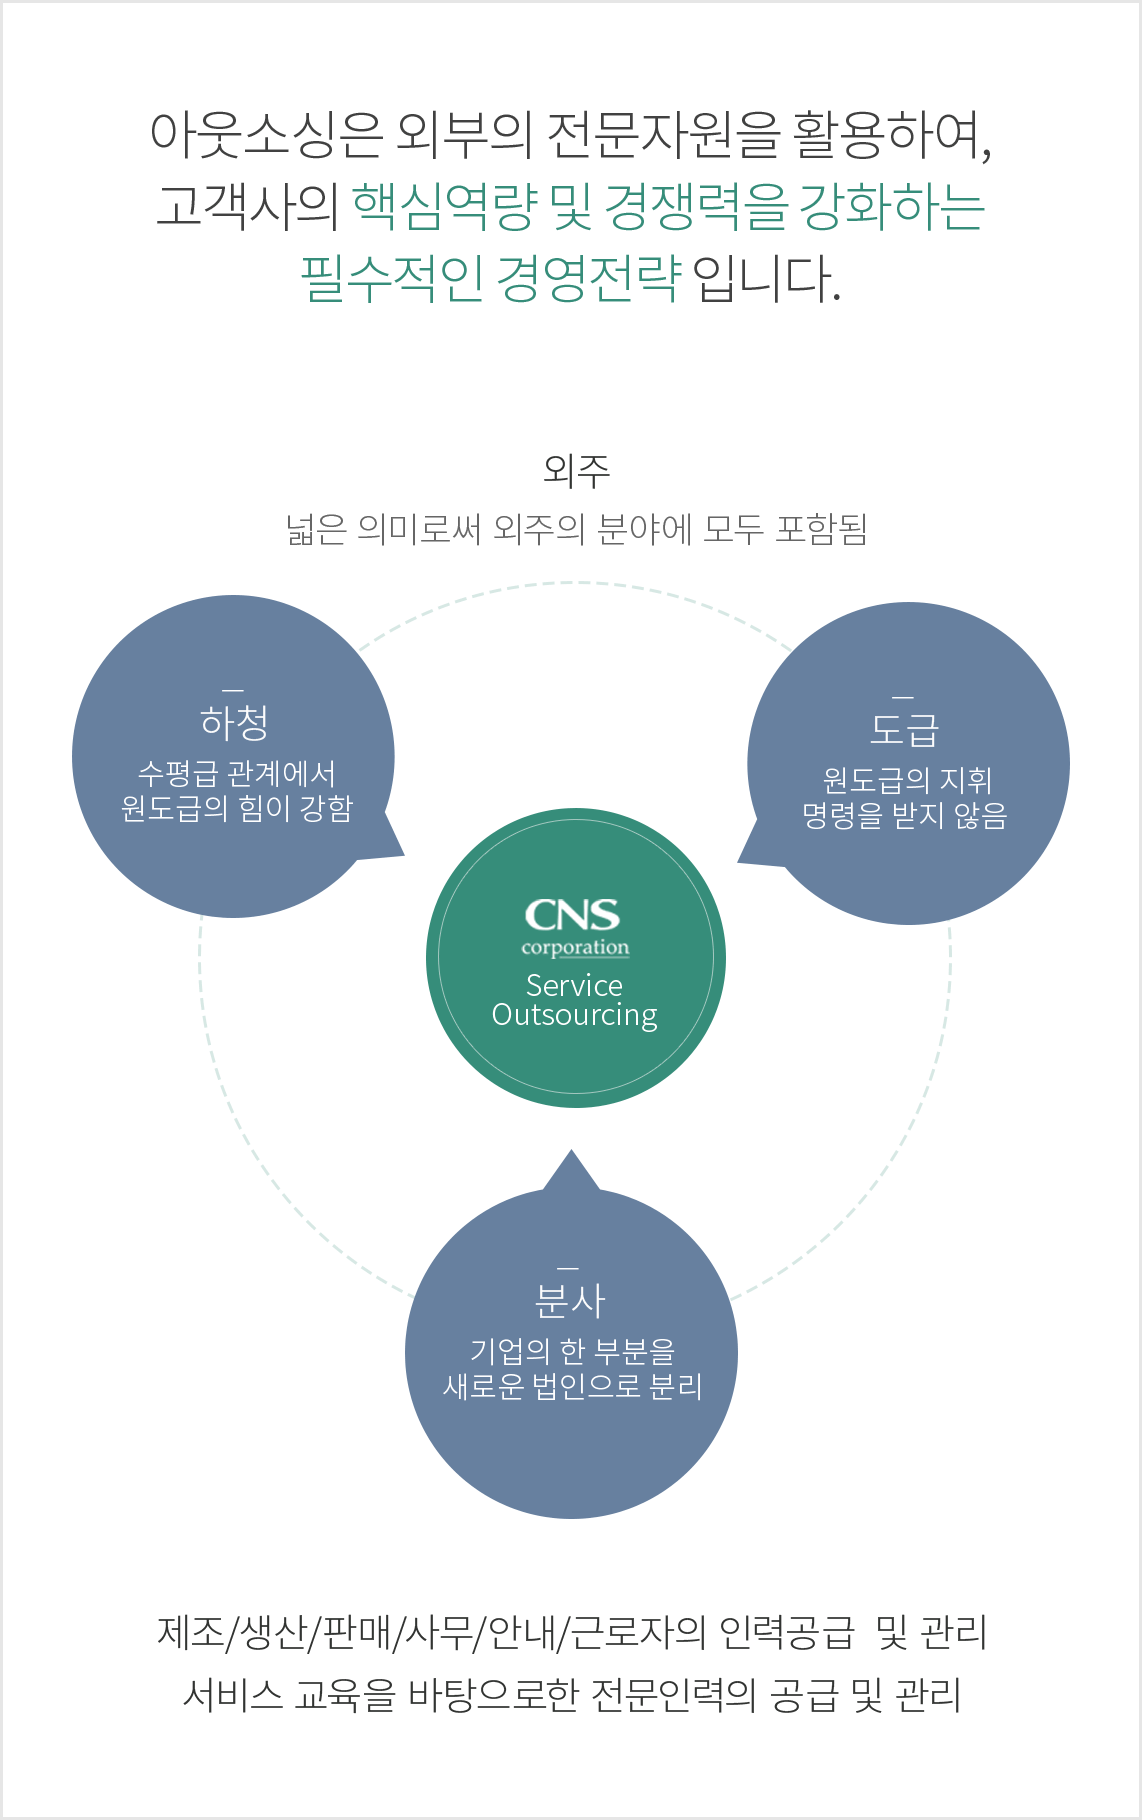 아웃소싱은 외부의 전문자원을 활용하여,
고객사의 핵심역량 및 경쟁력을 강화하는
필수적인 경영전략 입니다.
외주
넓은 의미로써 외주의 분야에 모두 포함됨
하청
수평급 관계에서
원도급의 힘이 강함
도급
원도급의 지휘
명령을 받지 않음
CNS
corporation
Service
Outsourcing
분사
기업의 한 부분을
새로운 법인으로 분리
제조/생산/판매/사무/안내/근로자의 인력공급 및 관리
서비스 교육을 바탕으로한 전문인력의 공급 및 관리